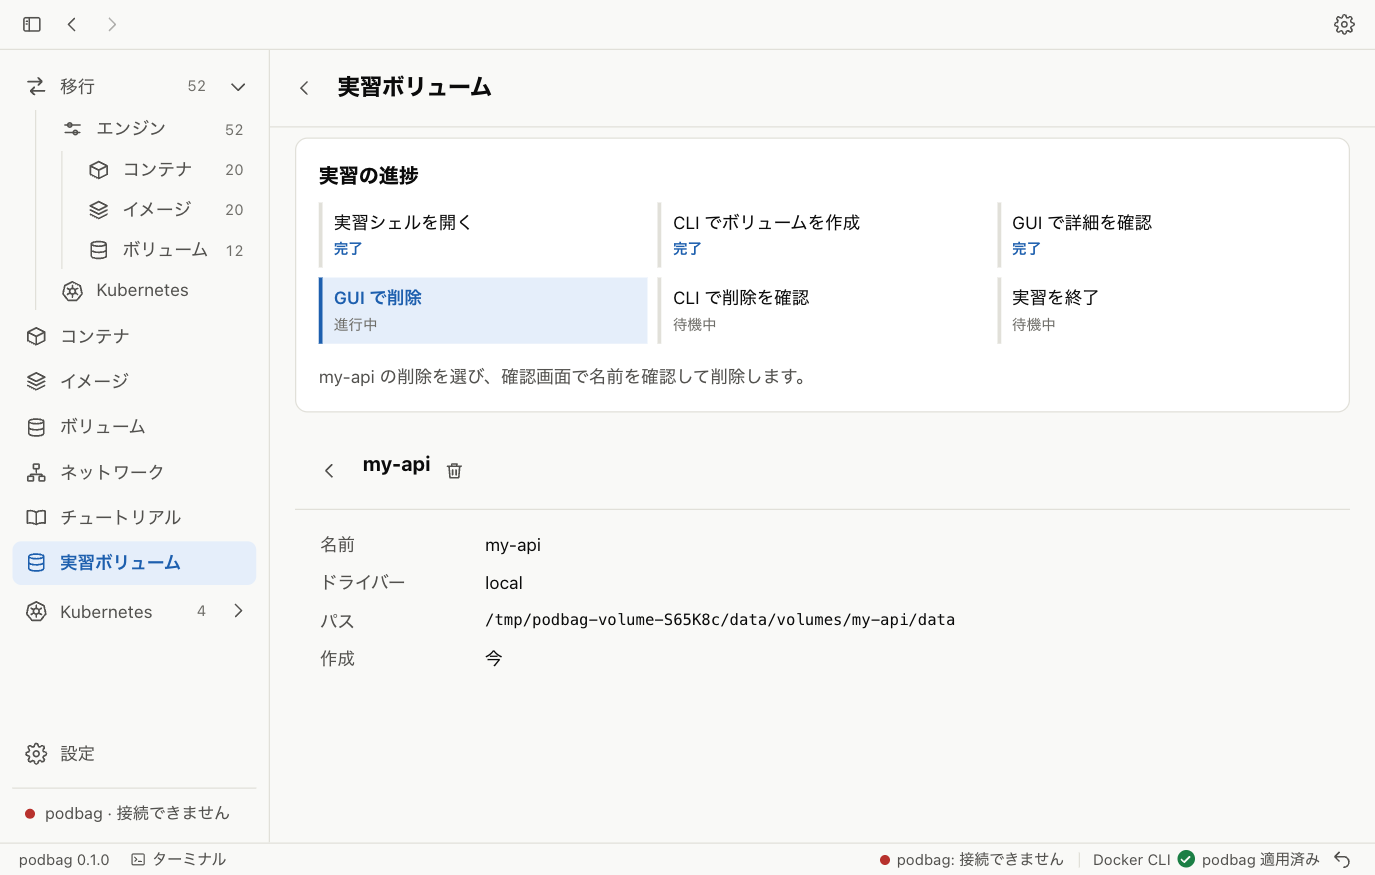 移行 52
エンジン 52
コンテナ 20
イメージ 20
ボリューム 12
Kubernetes
コンテナ
イメージ
ボリューム
ネットワーク
チュートリアル
実習ボリューム
Kubernetes 4
設定
podbag · 接続できません
実習ボリューム
実習の進捗
実習シェルを開く
完了
CLI でボリュームを作成
完了
GUI で詳細を確認
完了
GUI で削除
進行中
CLI で削除を確認
待機中
実習を終了
待機中
my-api の削除を選び、確認画面で名前を確認して削除します。
my-api
名前 my-api
ドライバー local
パス /tmp/podbag-volume-S65K8c/data/volumes/my-api/data
作成 今
podbag 0.1.0 ターミナル podbag: 接続できません Docker CLI podbag 適用済み